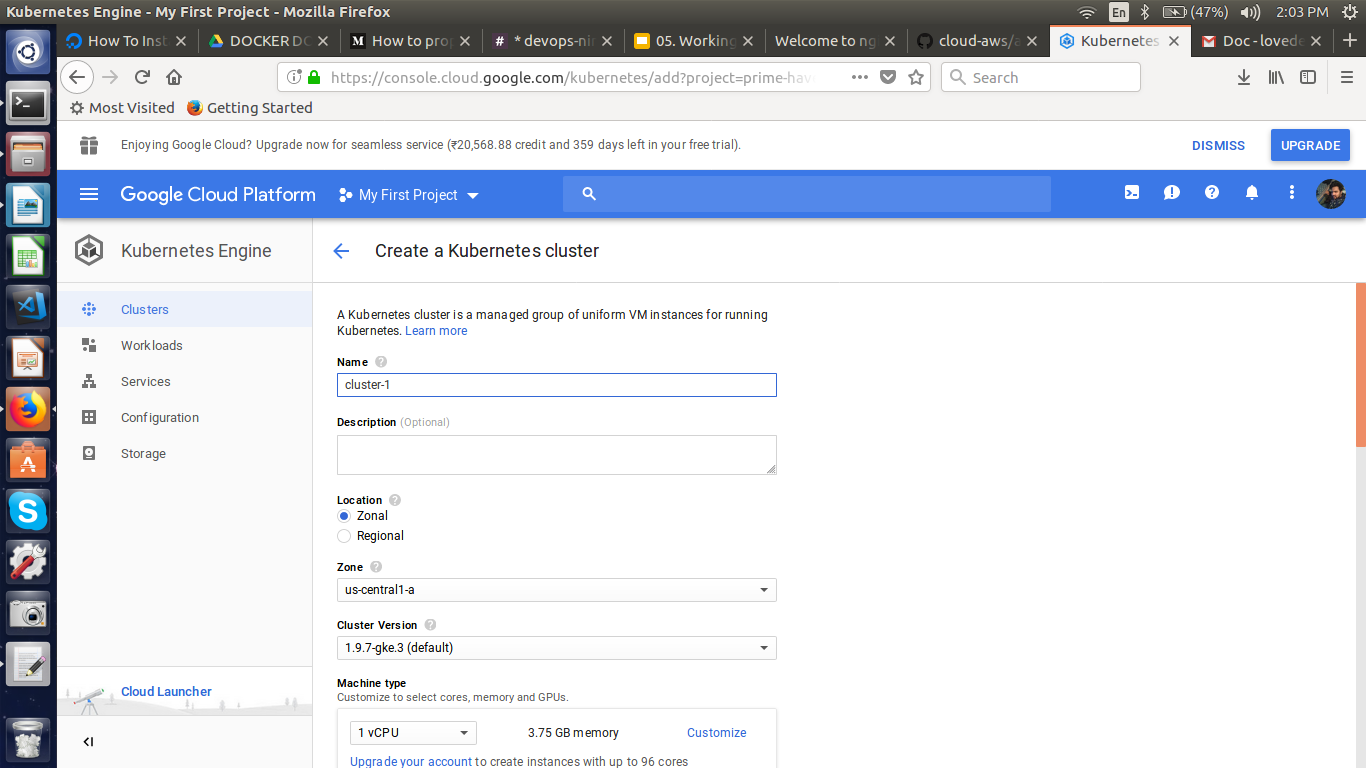 Kubernetes Engine - My First Project - Mozilla Firefox
En
(47%)
2:03 PM
How To Inst
DOCKER DO
How to prop
* devops-nin
05. Working
Welcome to ng
cloud-aws/a
Kubernetes
Doc - lovede
https://console.cloud.google.com/kubernetes/add?project=prime-hav
Search
Most Visited
Getting Started
Enjoying Google Cloud? Upgrade now for seamless service (₹20,568.88 credit and 359 days left in your free trial).
DISMISS
UPGRADE
Google Cloud Platform
My First Project
Kubernetes Engine
Create a Kubernetes cluster
Clusters
Workloads
Services
Configuration
Storage
Cloud Launcher
A Kubernetes cluster is a managed group of uniform VM instances for running
Kubernetes. Learn more
Name
cluster-1
Description (Optional)
Location
Zonal
Regional
Zone
us-central1-a
Cluster Version
1.9.7-gke.3 (default)
Machine type
Customize to select cores, memory and GPUs.
1 vCPU
3.75 GB memory
Customize
Upgrade your account to create instances with up to 96 cores